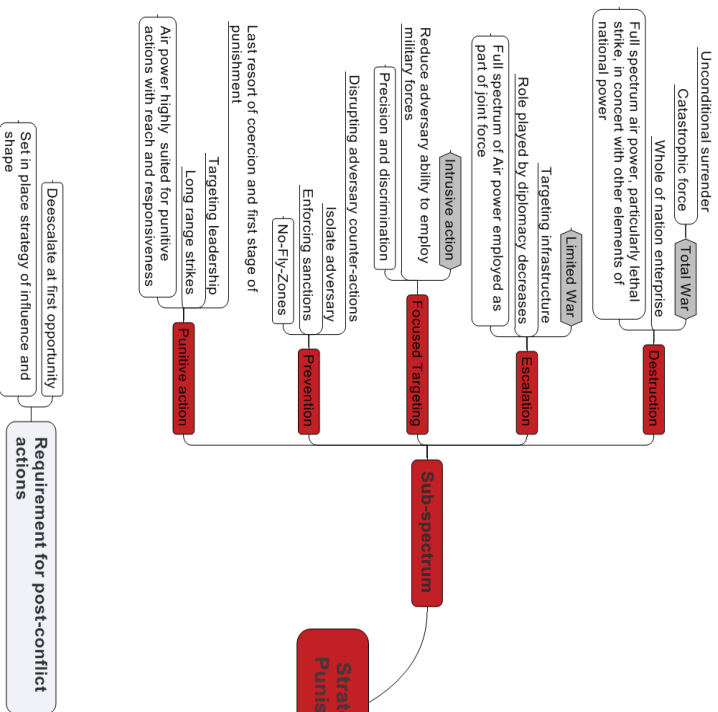 Unconditional surrender
Catastrophic force
Total War
Whole of nation enterprise
Full spectrum air power, particularly lethal
strike, in concert with other elements of
national power
Destruction
Limited War
Targeting infrastructure
Role played by diplomacy decreases
Full spectrum of Air power employed as
part of joint force
Escalation
Intrusive action
Reduce adversary ability to employ
military forces
Precision and discrimination
Focused Targeting
Disrupting adversary counter-actions
Isolate adversary
Enforcing sanctions
No-Fly-Zones
Prevention
Last resort of coercion and first stage of
punishment
Targeting leadership
Long range strikes
Air power highly suited for punitive
actions with reach and responsiveness
Punitive action
Sub-spectrum
Strat
Punis
Deescalate at first opportunity
Set in place strategy of influence and
shape
Requirement for post-conflict
actions